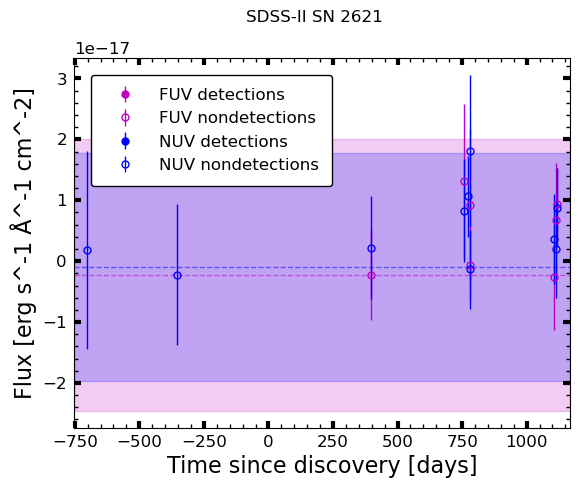 SDSS-II SN 2621
1e−17
FUV detections
FUV nondetections
NUV detections
NUV nondetections
3
2
1
0
−1
−2
Flux [erg s^-1 Å^-1 cm^-2]
−750 −500 −250 0 250 500 750 1000
Time since discovery [days]